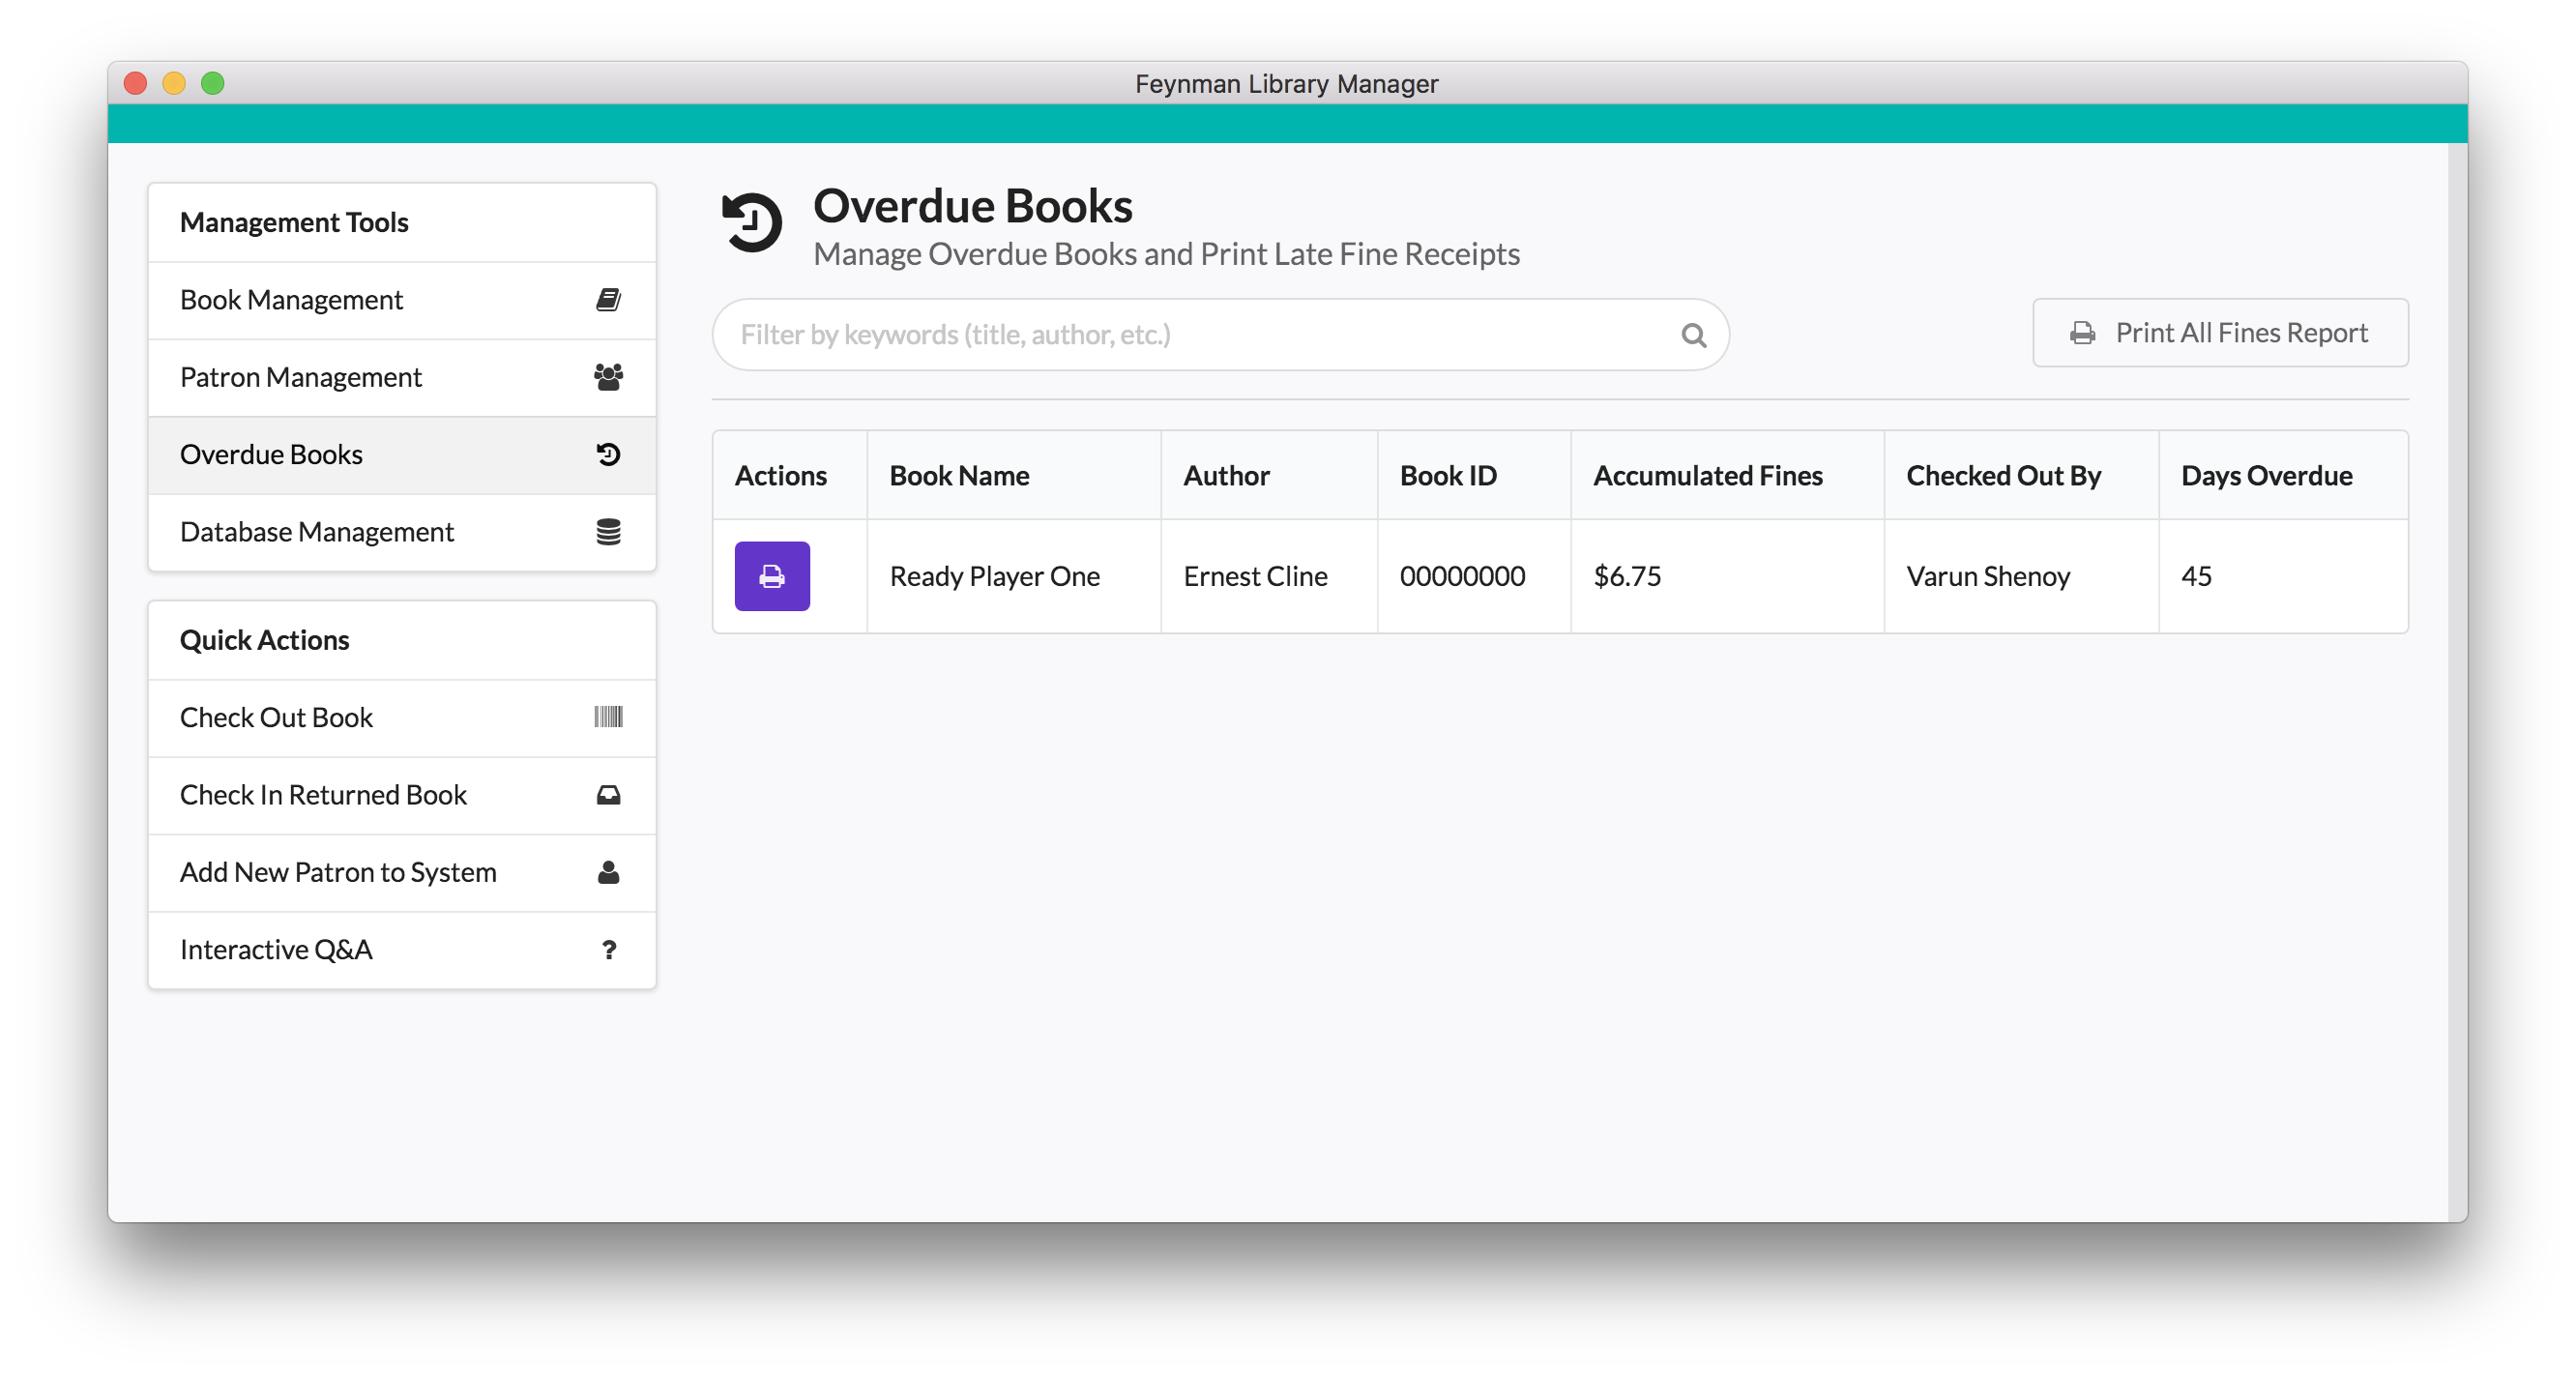 Feynman Library Manager
Management Tools
Book Management
Patron Management
Overdue Books
Database Management
Quick Actions
Check Out Book
Check In Returned Book
Add New Patron to System
Interactive Q&A
Overdue Books
Manage Overdue Books and Print Late Fine Receipts
Filter by keywords (title, author, etc.)
Print All Fines Report
Actions Book Name Author Book ID Accumulated Fines Checked Out By Days Overdue
Ready Player One Ernest Cline 00000000 $6.75 Varun Shenoy 45